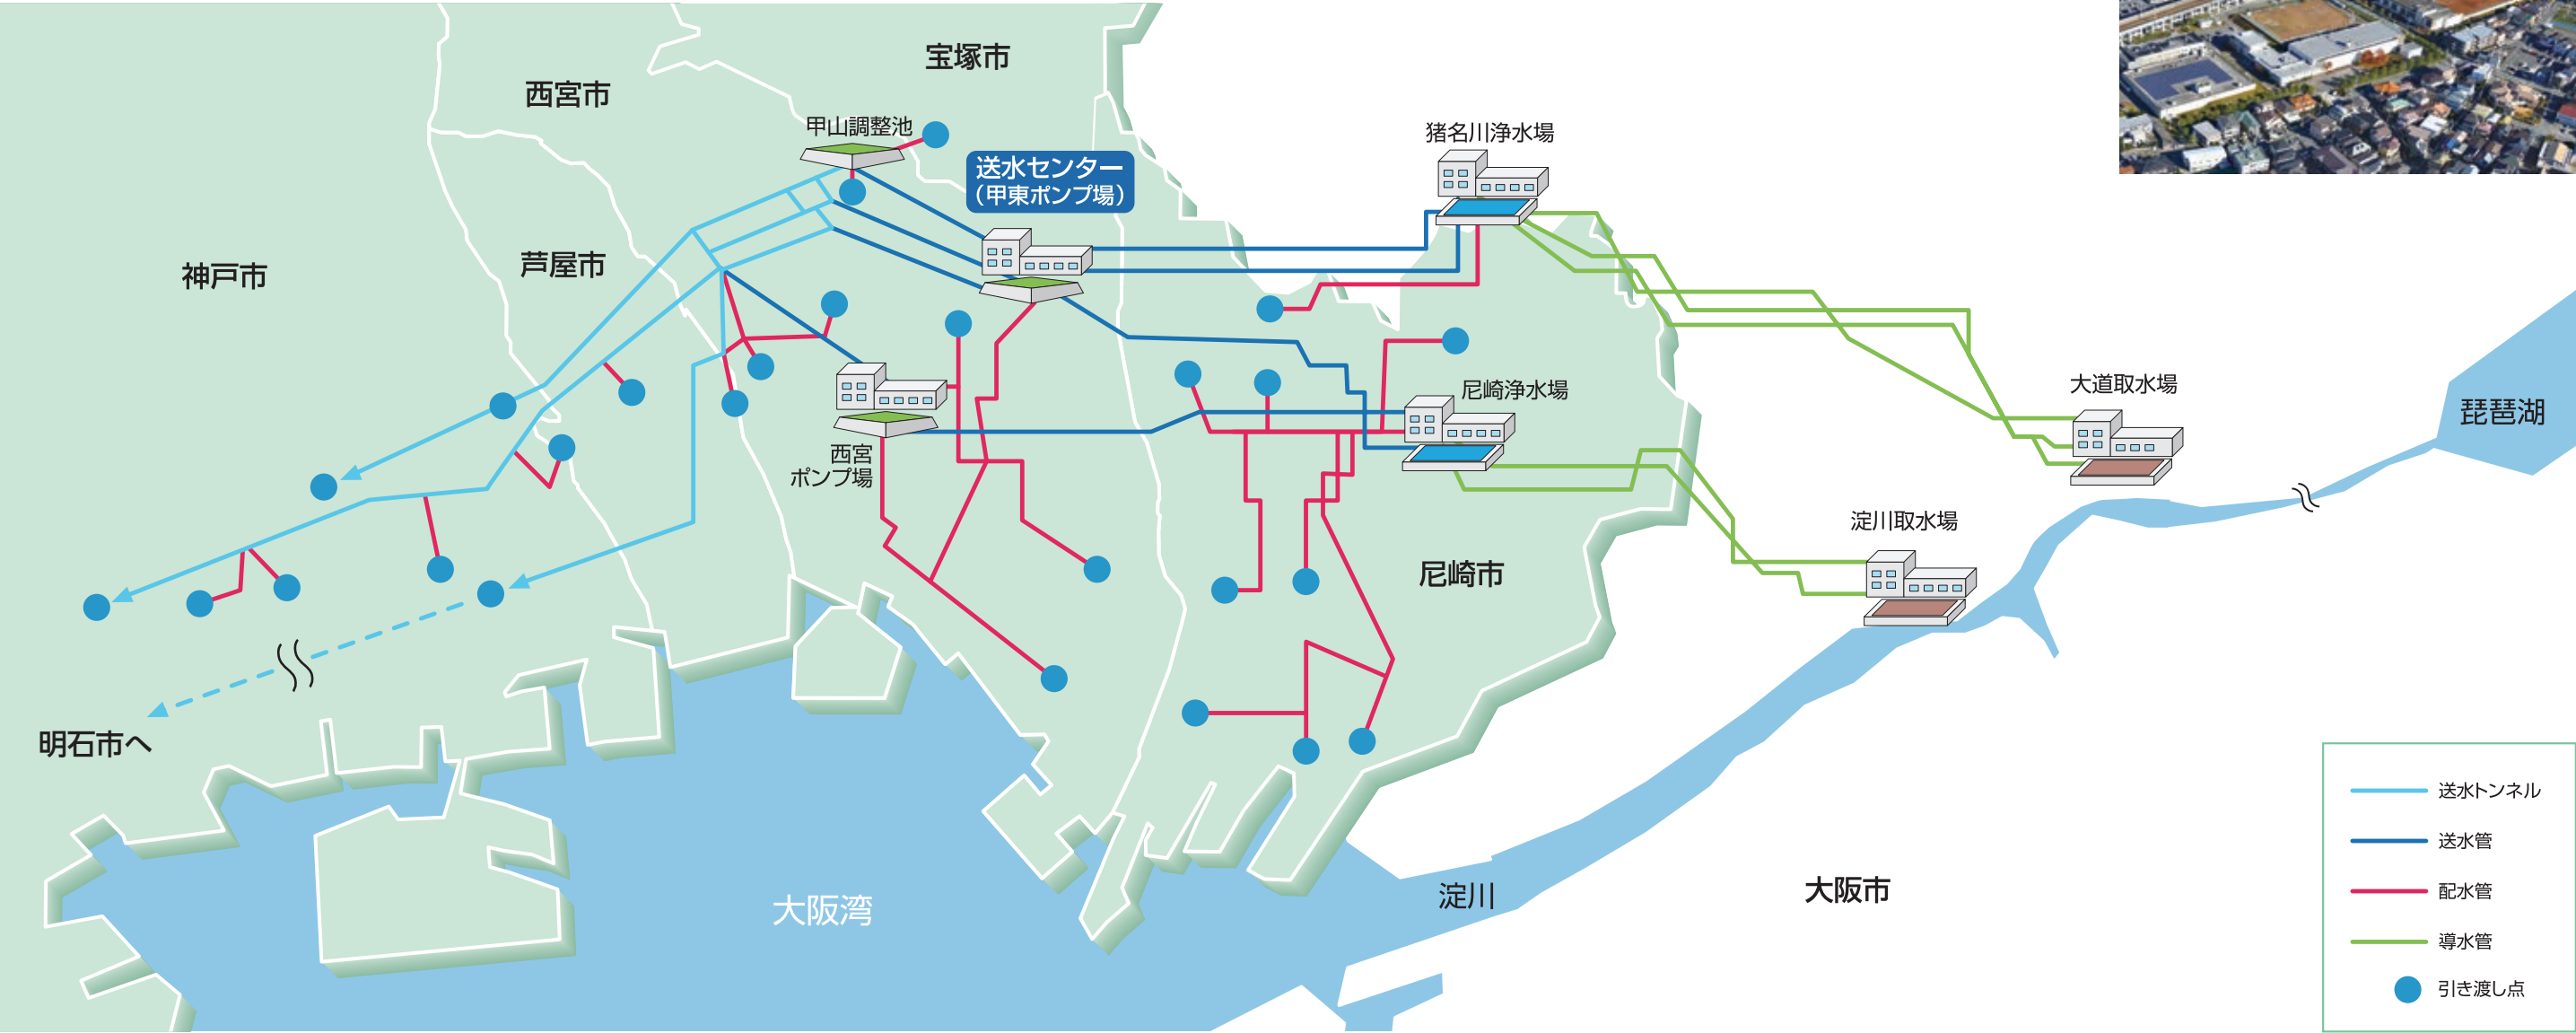 宝塚市
西宮市
甲山調整池
猪名川浄水場
送水センター
（甲東ポンプ場）
芦屋市
神戸市
大道取水場
尼崎浄水場
琵琶湖
西宮
ポンプ場
淀川取水場
尼崎市
明石市へ
送水トンネル
送水管
配水管
導水管
引き渡し点
大阪湾
淀川
大阪市